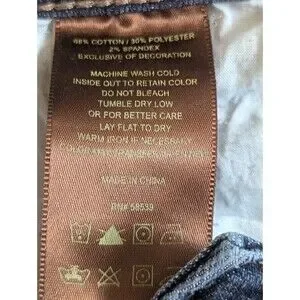 68% COTTON / 30% POLYESTER
2% SPANDEX
EXCLUSIVE OF DECORATION
MACHINE WASH COLD
INSIDE OUT TO RETAIN COLOR
DO NOT BLEACH
TUMBLE DRY LOW
OR FOR BETTER CARE
LAY FLAT TO DRY
WARM IRON IF NECESSARY
MADE IN CHINA
RN# 58539